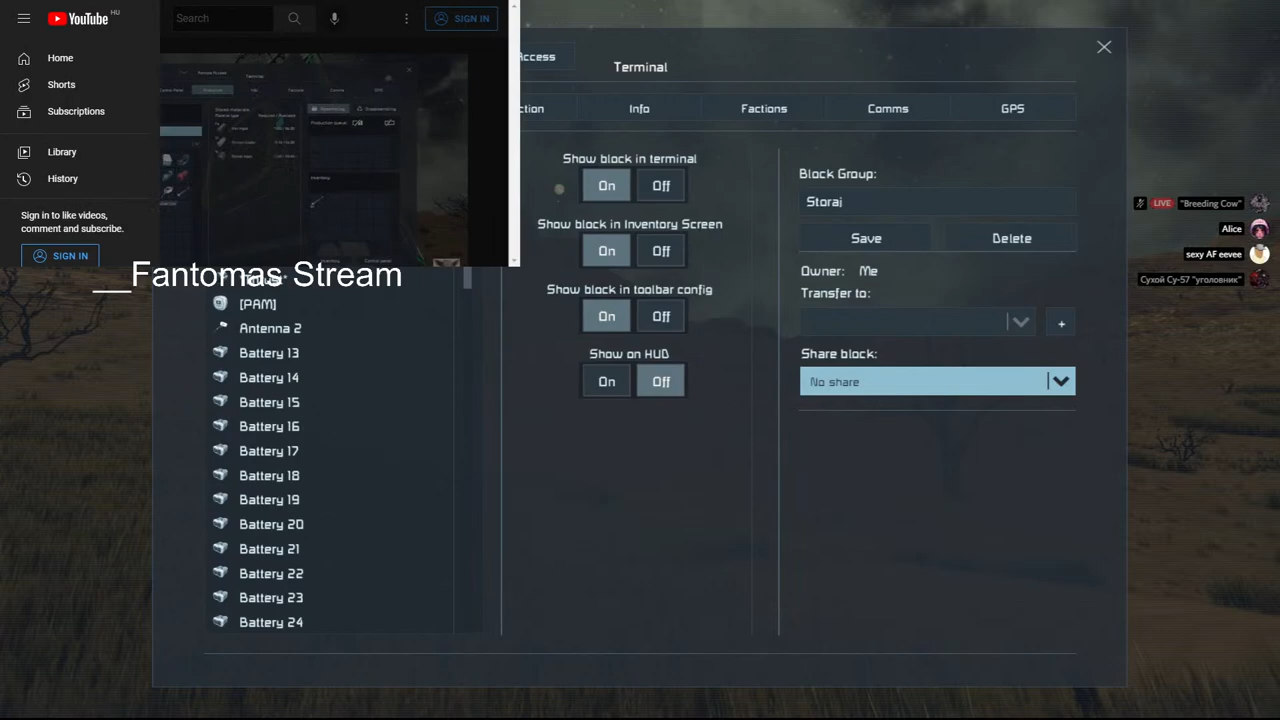 YouTube HU
Search
SIGN IN
Home
Shorts
Subscriptions
Library
History
Sign in to like videos,
comment and subscribe.
SIGN IN
__Fantomas Stream
Access
Terminal
ction
Info
Factions
Comms
GPS
[PAM]
Antenna 2
Battery 13
Battery 14
Battery 15
Battery 16
Battery 17
Battery 18
Battery 19
Battery 20
Battery 21
Battery 22
Battery 23
Battery 24
Show block in terminal
On Off
Show block in Inventory Screen
On Off
Show block in toolbar config
On Off
Show on HUD
On Off
Block Group:
Storaj
Save Delete
Owner: Me
Transfer to:
+
Share block:
No share
LIVE "Breeding Cow"
Alice
sexy AF eevee
Сухой Су-57 "уголовник"